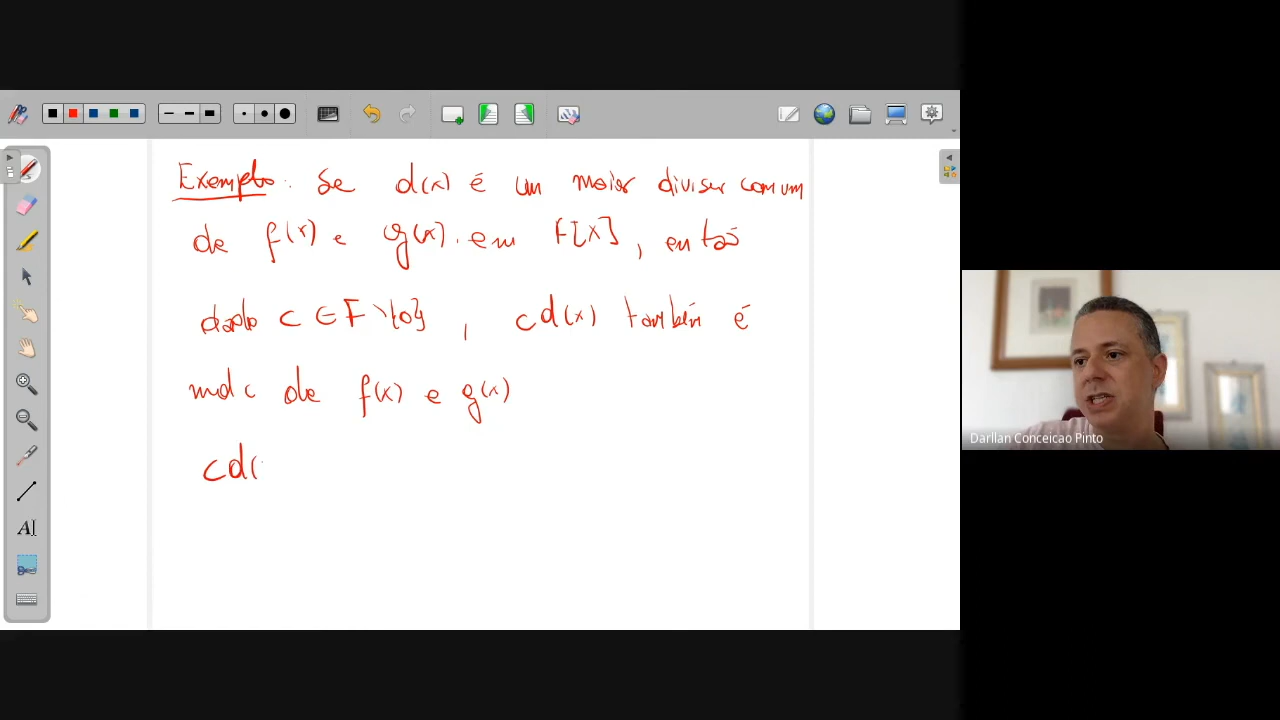 Exemplo: Se d(x) é um maior divisor comum
de f(x) e g(x). em F[x], então
dado c ∈ F\{0}, cd(x) também é
mdc de f(x) e g(x)
cd(
Darllan Conceicao Pinto